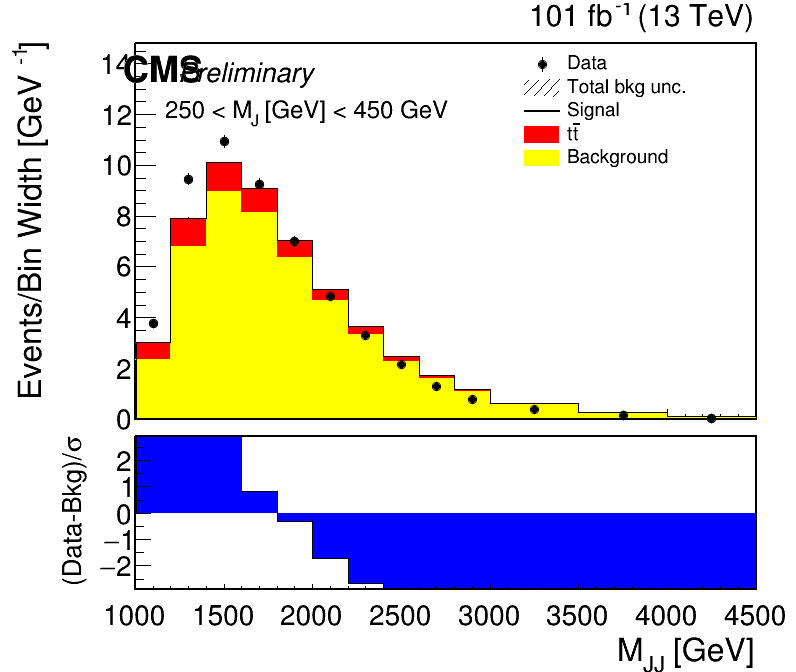 101 fb⁻¹ (13 TeV)
CMS Preliminary
250 < M_J [GeV] < 450 GeV
Data
Total bkg unc.
Signal
tt̄
Background
Events/Bin Width [GeV⁻¹]
14
12
10
8
6
4
2
0
(Data-Bkg)/σ
2
1
0
−1
−2
1000 1500 2000 2500 3000 3500 4000 4500
M_JJ [GeV]